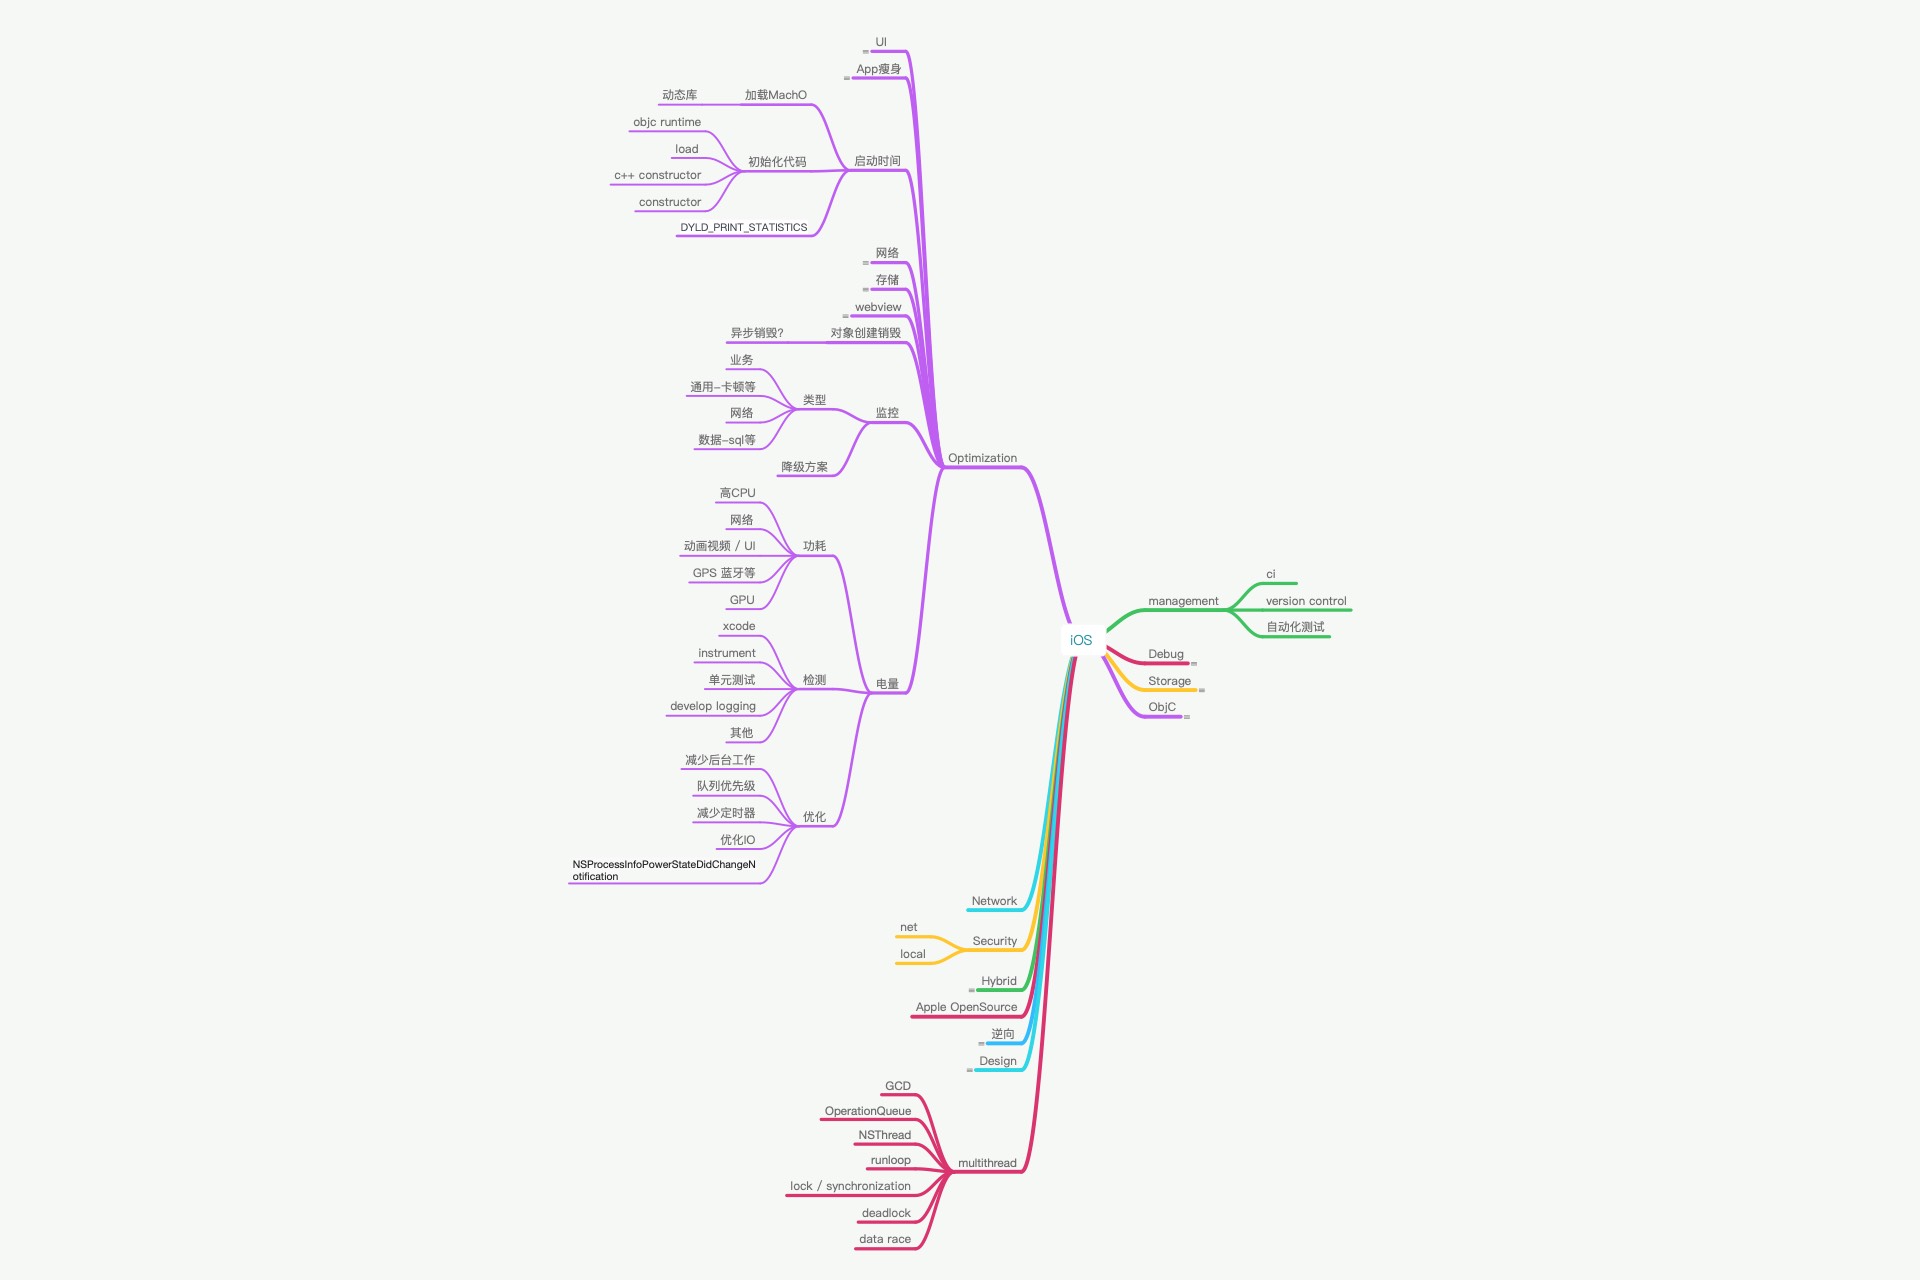 UI
App瘦身
动态库
加载MachO
objc runtime
load
初始化代码
启动时间
c++ constructor
constructor
DYLD_PRINT_STATISTICS
网络
存储
webview
异步销毁?
对象创建销毁
业务
通用-卡顿等
类型
监控
网络
数据-sql等
降级方案
Optimization
高CPU
网络
动画视频 / UI
功耗
GPS 蓝牙等
GPU
xcode
instrument
单元测试
检测
电量
develop logging
其他
减少后台工作
队列优先级
减少定时器
优化
优化IO
NSProcessInfoPowerStateDidChangeN
otification
iOS
management
ci
version control
自动化测试
Debug
Storage
ObjC
Network
net
Security
local
Hybrid
Apple OpenSource
逆向
Design
GCD
OperationQueue
NSThread
runloop
multithread
lock / synchronization
deadlock
data race